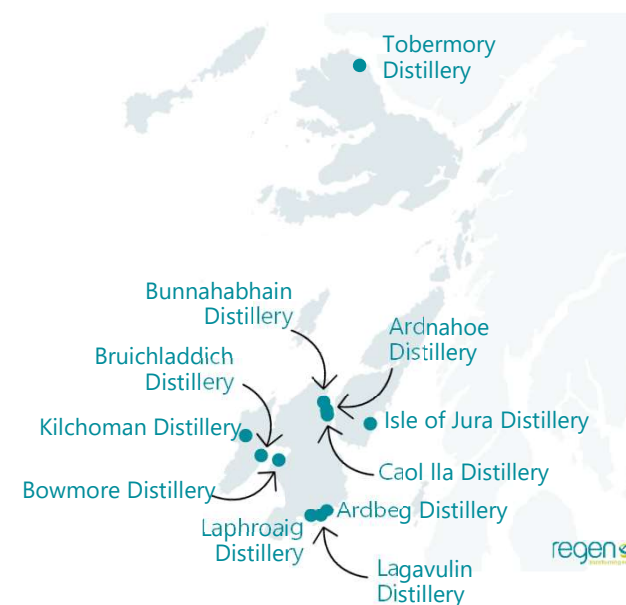 Tobermory
Distillery
Bunnahabhain
Distillery
Ardnahoe
Distillery
Bruichladdich
Distillery
Kilchoman Distillery
Isle of Jura Distillery
Caol Ila Distillery
Bowmore Distillery
Ardbeg Distillery
Laphroaig
Distillery
Lagavulin
Distillery
regen